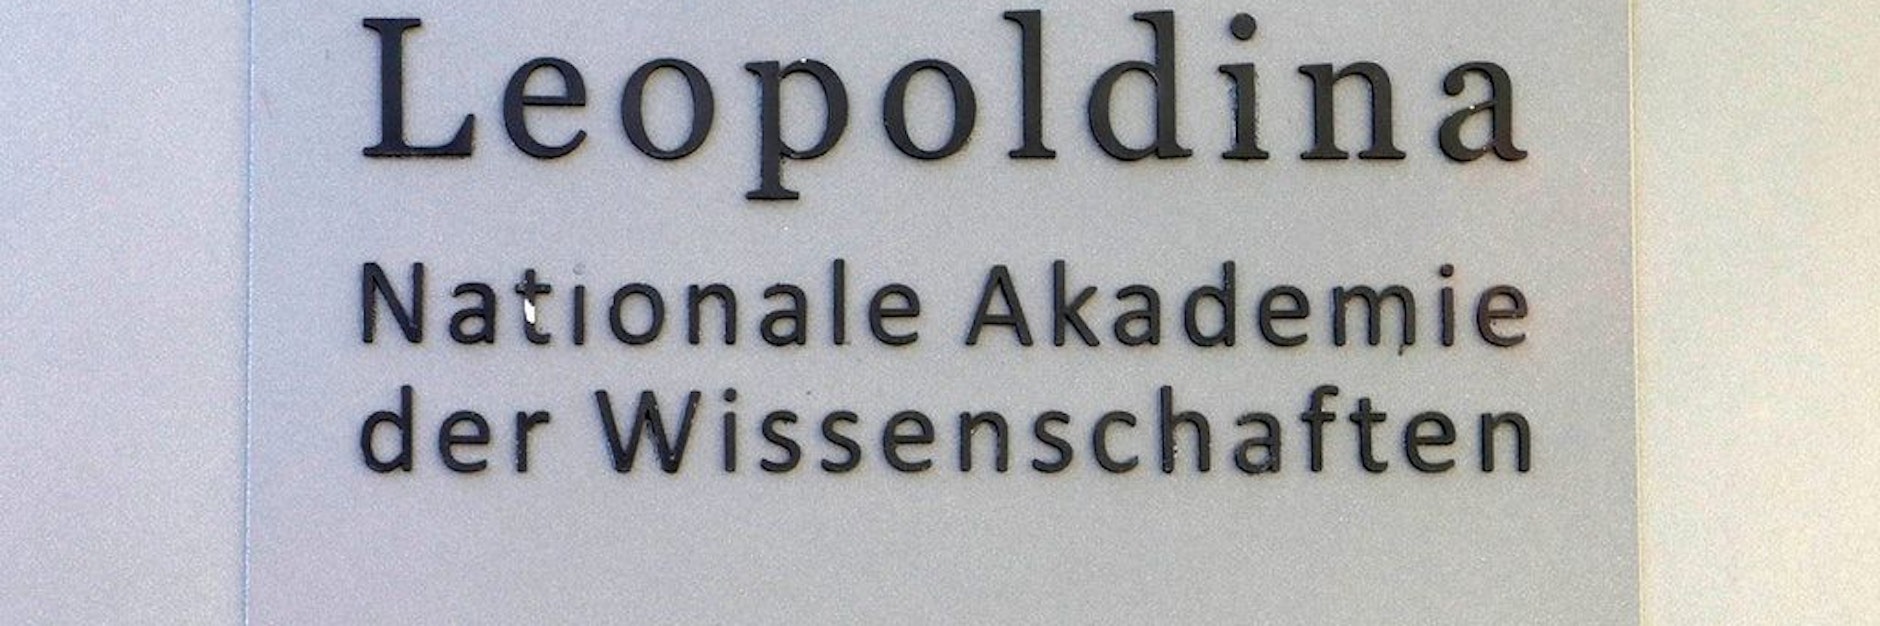 Leopoldina
Nationale Akademie
der Wissenschaften